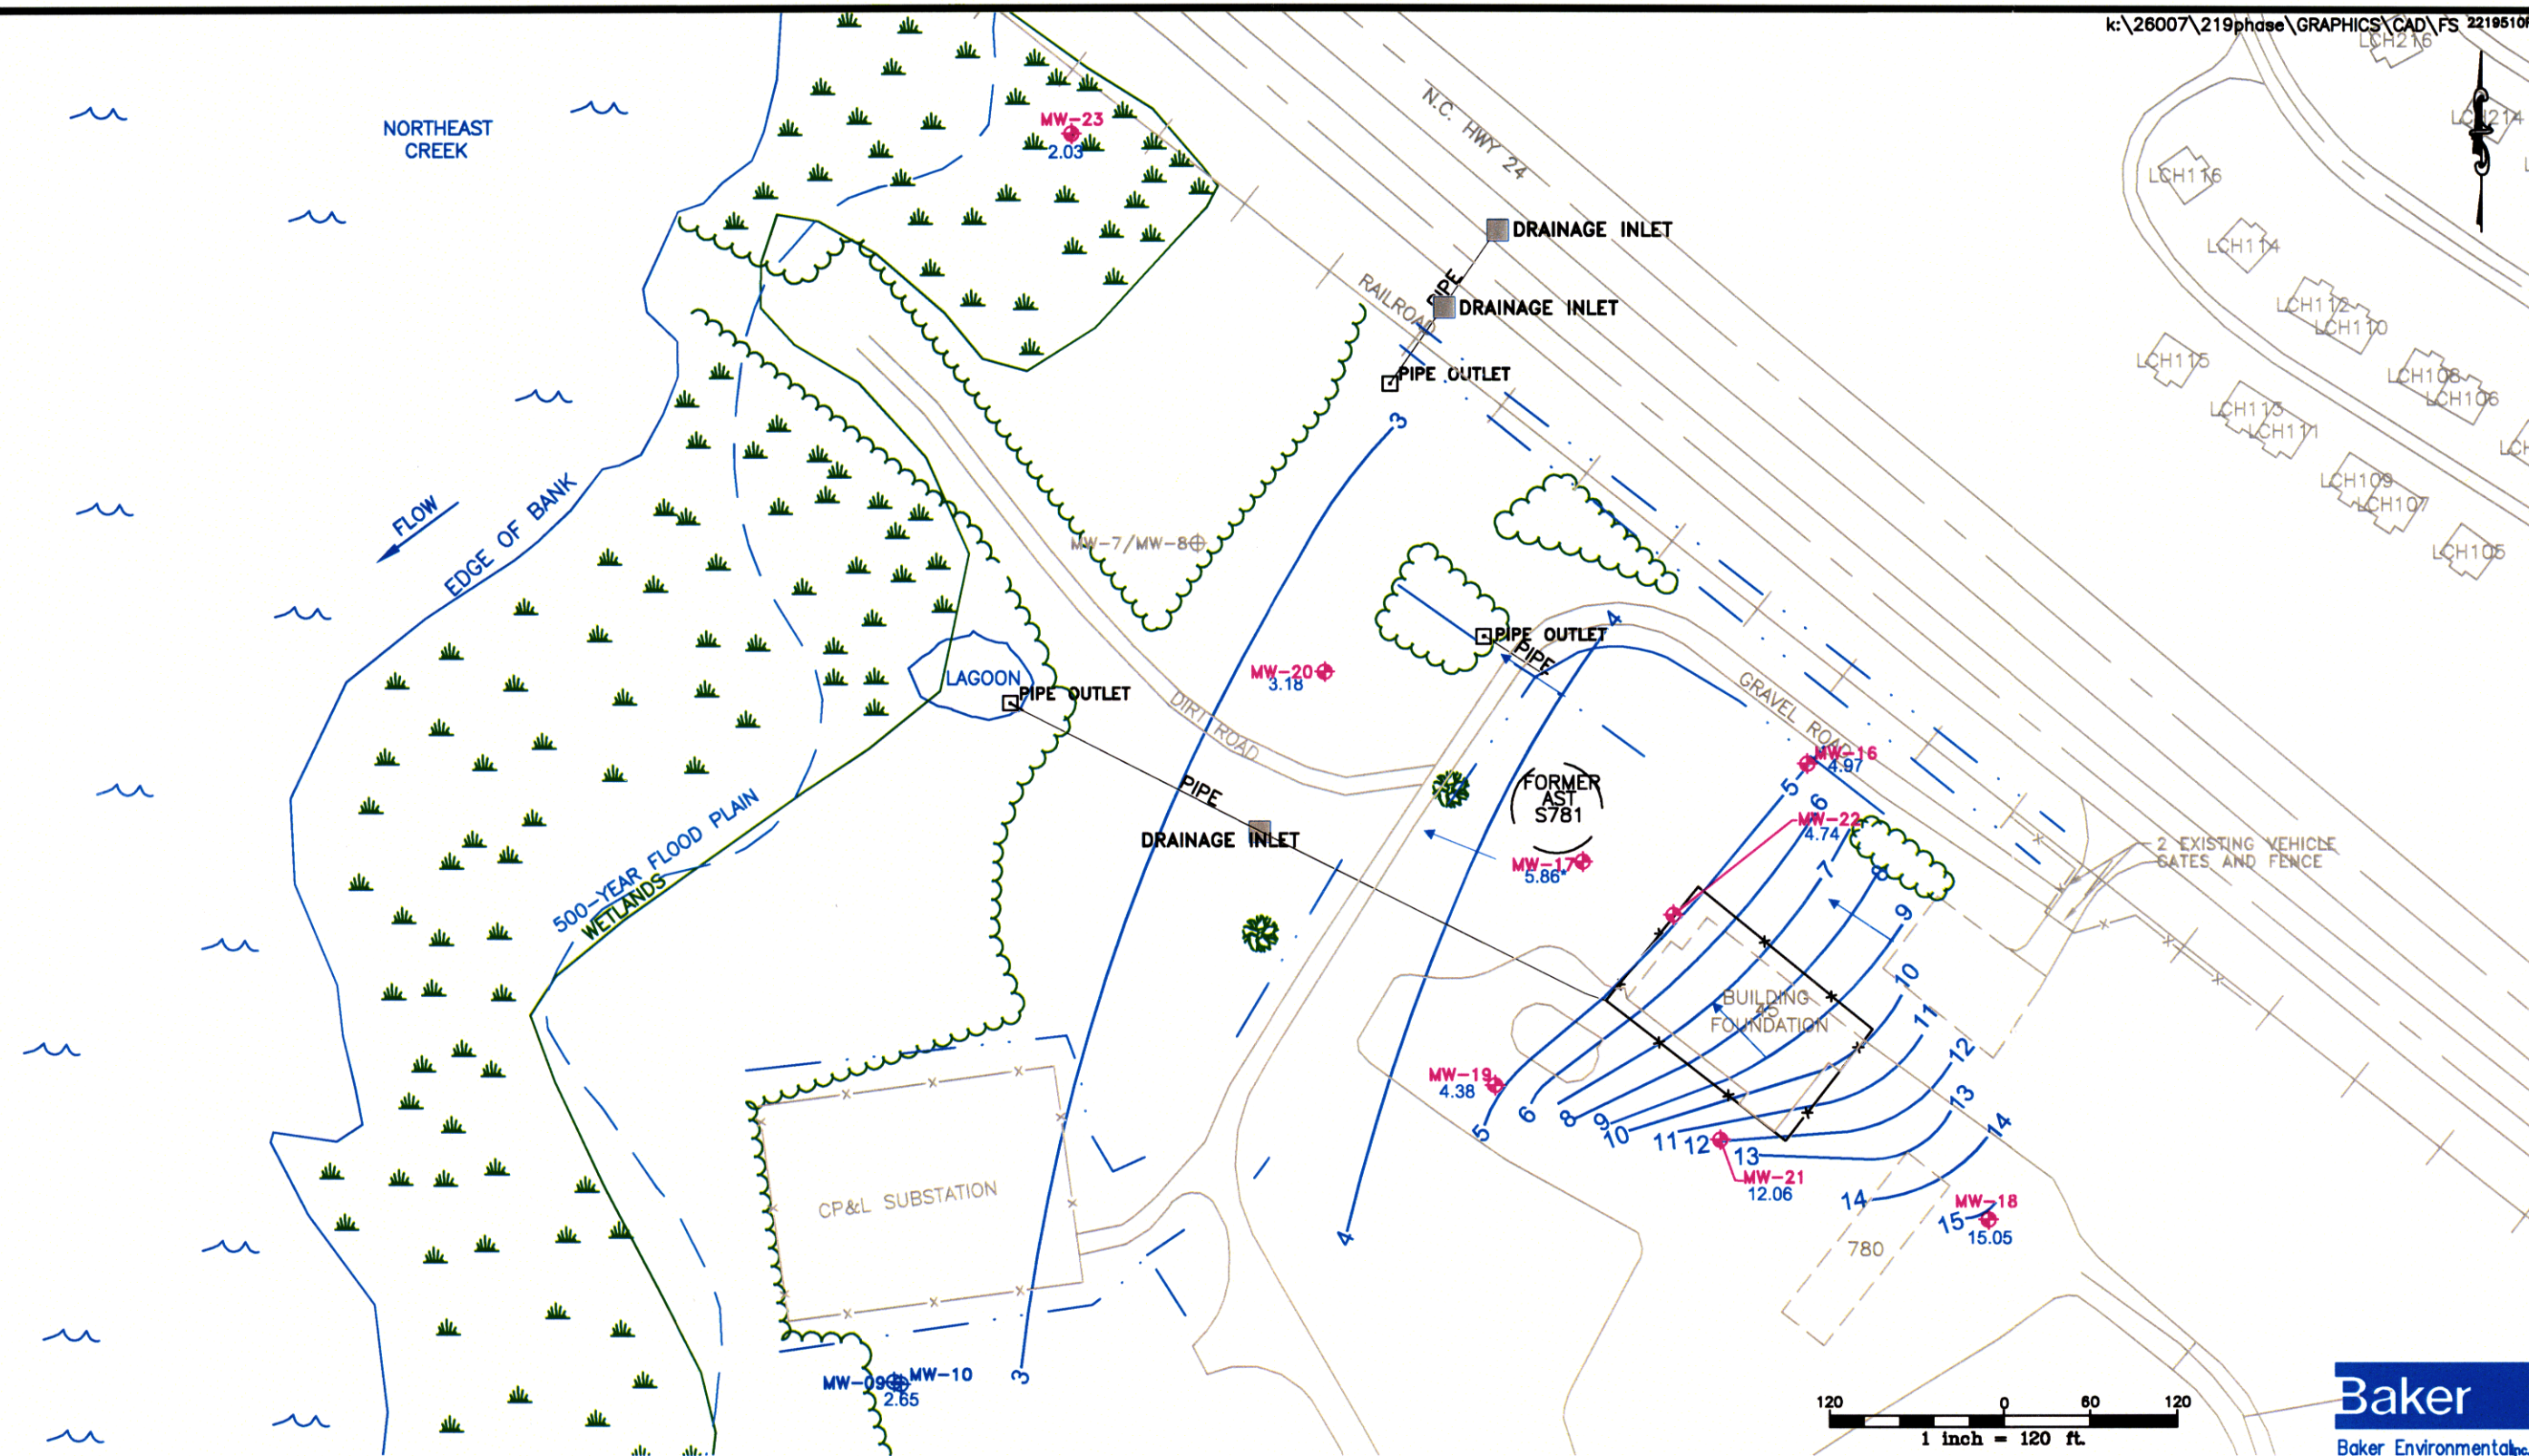 k:\26007\219phase\GRAPHICS\CAD\FS 2219510
LCH216
LCH214
NORTHEAST
CREEK
MW-23
2.03
N.C. HWY 24
LCH116
LCH114
DRAINAGE INLET
PIPE
RAILROAD
DRAINAGE INLET
LCH112
LCH110
LCH115
LCH108
LCH106
PIPE OUTLET
LCH113
LCH111
3
LCH109
LCH107
LCH105
FLOW
EDGE OF BANK
MW-7/MW-8
4
PIPE OUTLET
PIPE
MW-20
3.18
LAGOON
PIPE OUTLET
DIRT ROAD
GRAVEL ROAD
MW-16
4.97
PIPE
FORMER
AST
S781
5
6
MW-22
4.74
DRAINAGE INLET
2 EXISTING VEHICLE
GATES AND FENCE
MW-17
5.86*
7
8
9
500-YEAR FLOOD PLAIN
WETLANDS
10
BUILDING
45
FOUNDATION
11
12
MW-19
4.38
13
14
5
6
8
9
10
11
12
13
MW-21
12.06
14
MW-18
15
15.05
CP&L SUBSTATION
4
780
3
MW-09
MW-10
2.65
120
0
60
120
1 inch = 120 ft.
Baker
Baker Environmental